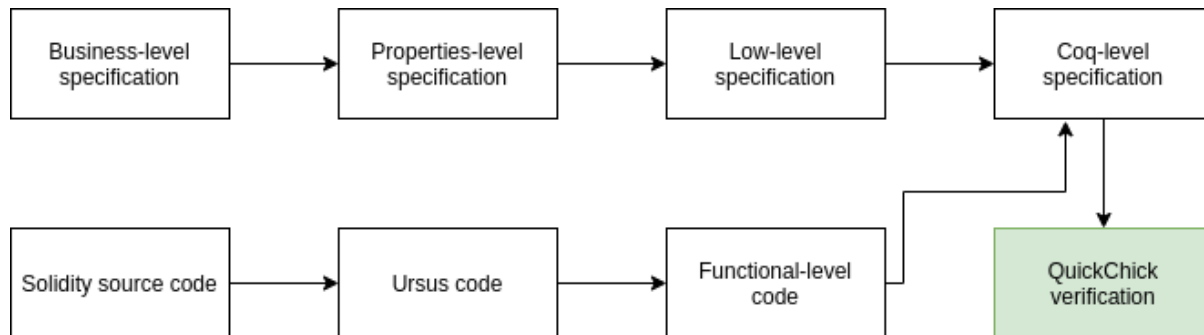 Business-level
specification
Properties-level
specification
Low-level
specification
Coq-level
specification
Solidity source code
Ursus code
Functional-level
code
QuickChick
verification